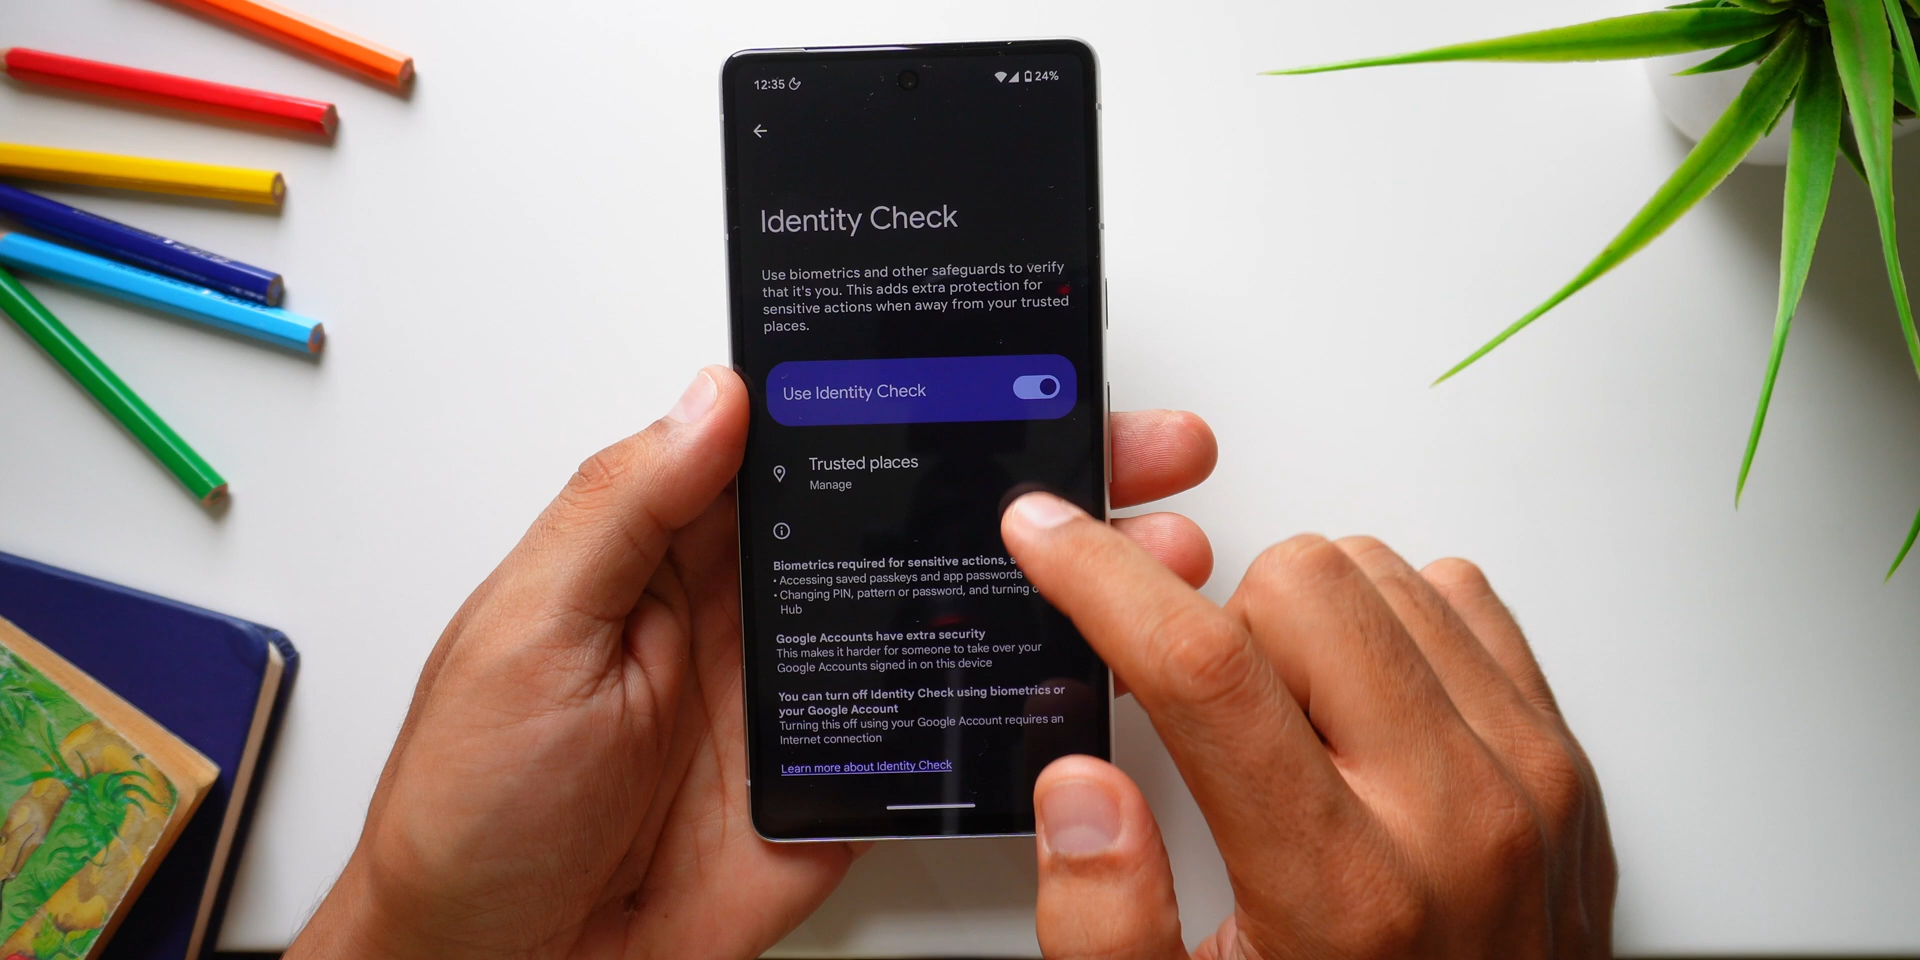 12:35
24%
Identity Check
Use biometrics and other safeguards to verify
that it's you. This adds extra protection for
sensitive actions when away from your trusted
places.
Use Identity Check
Trusted places
Manage
Biometrics required for sensitive actions,
• Accessing saved passkeys and app passwords
• Changing PIN, pattern or password, and turning
Hub
Google Accounts have extra security
This makes it harder for someone to take over your
Google Accounts signed in on this device
You can turn off Identity Check using biometrics or
your Google Account
Turning this off using your Google Account requires an
Internet connection
Learn more about Identity Check